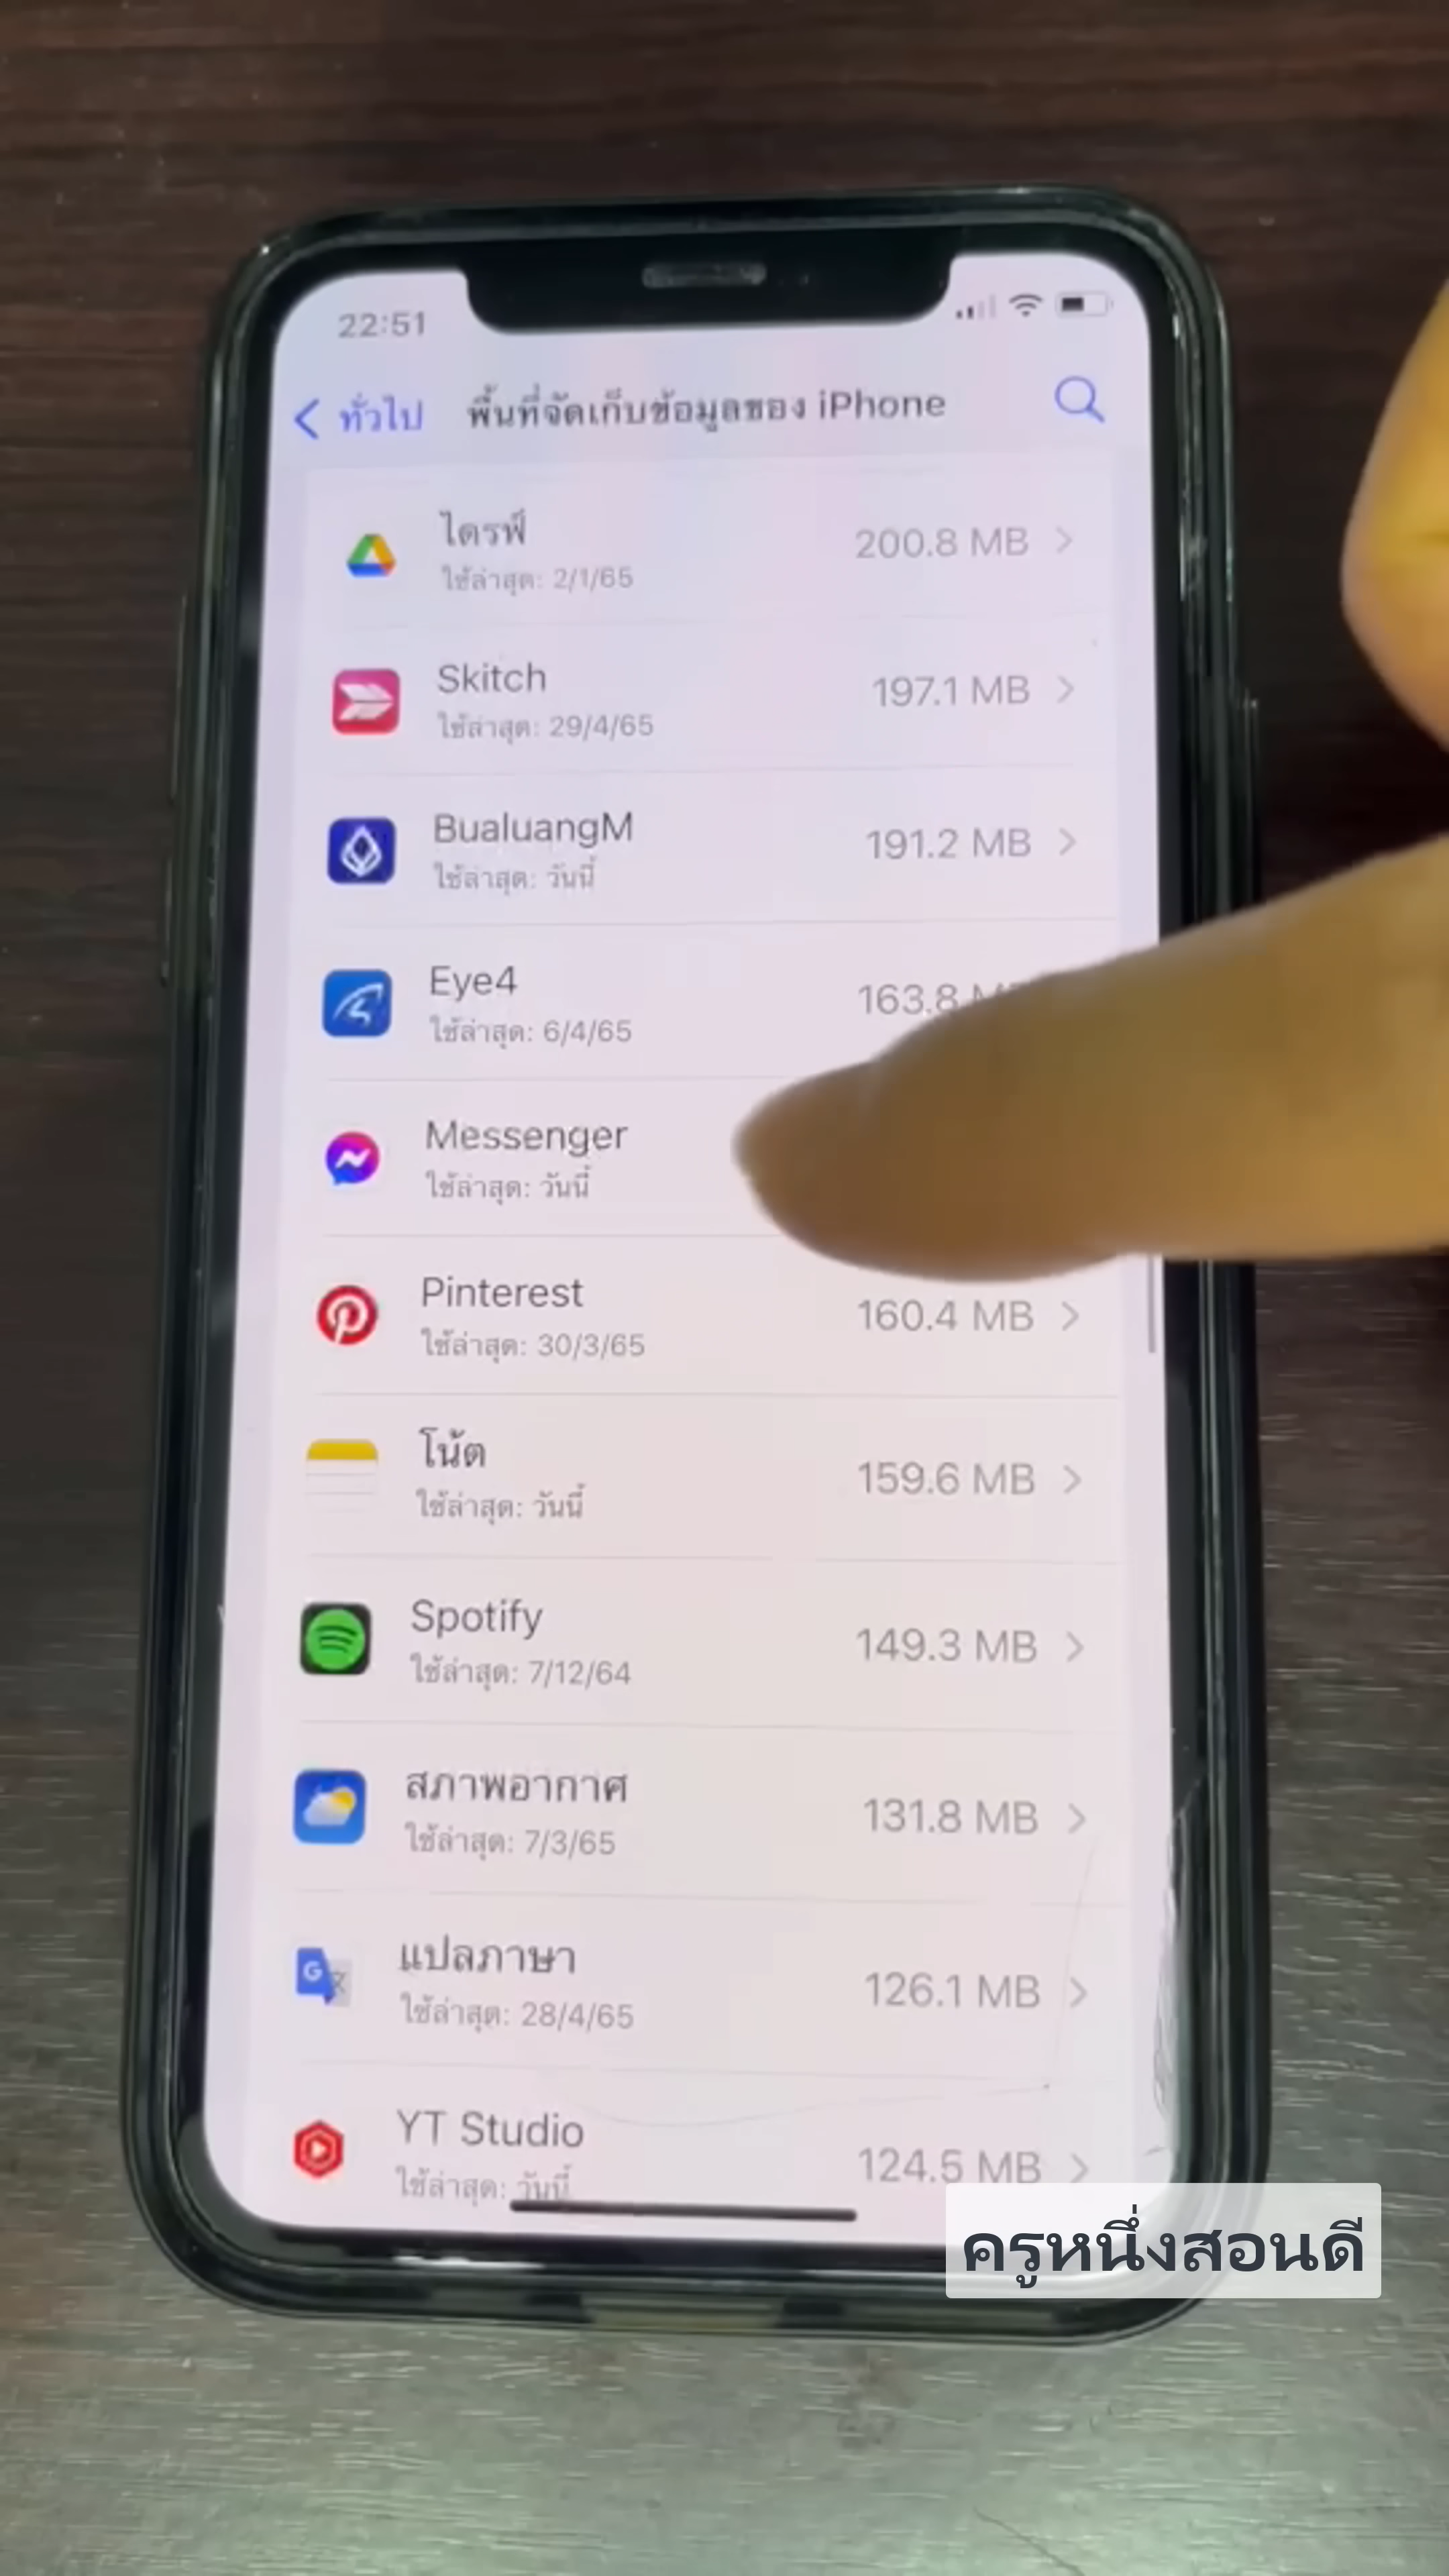 22:51
ทั่วไป พื้นที่จัดเก็บข้อมูลของ iPhone
ไดรฟ์ 200.8 MB
ใช้ล่าสุด: 2/1/65
Skitch 197.1 MB
ใช้ล่าสุด: 29/4/65
BualuangM 191.2 MB
ใช้ล่าสุด: วันนี้
Eye4 163.8
ใช้ล่าสุด: 6/4/65
Messenger
ใช้ล่าสุด: วันนี้
Pinterest 160.4 MB
ใช้ล่าสุด: 30/3/65
โน้ต 159.6 MB
ใช้ล่าสุด: วันนี้
Spotify 149.3 MB
ใช้ล่าสุด: 7/12/64
สภาพอากาศ 131.8 MB
ใช้ล่าสุด: 7/3/65
แปลภาษา 126.1 MB
ใช้ล่าสุด: 28/4/65
YT Studio 124.5 MB
ใช้ล่าสุด: วันนี้
ครูหนึ่งสอนดี